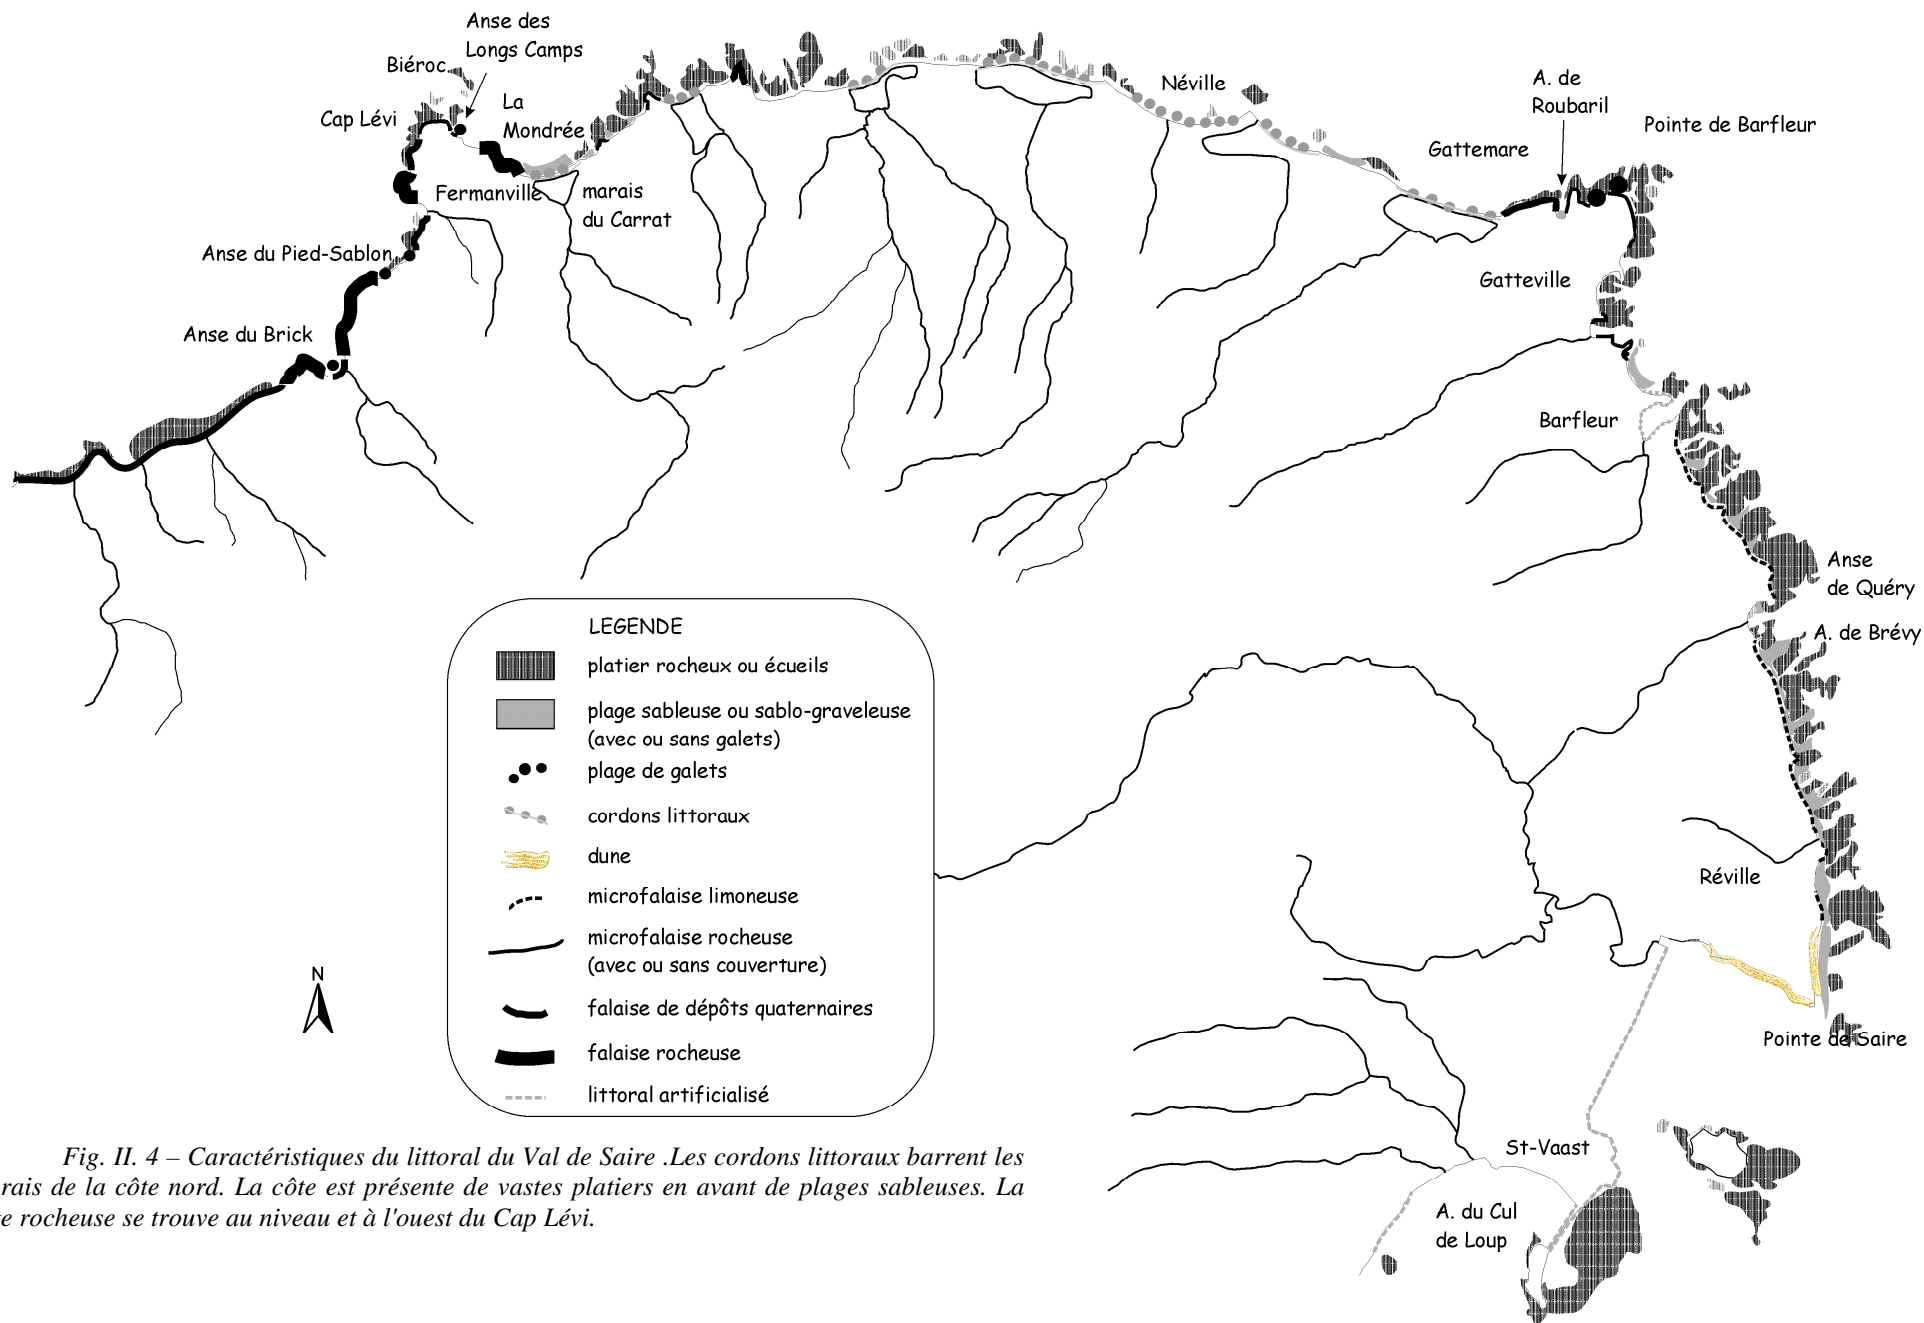 Anse des
Longs Camps
Biéroc
La
Mondrée
Cap Lévi
Fermanville
marais
du Carrat
Anse du Pied-Sablon
Anse du Brick
Néville
A. de
Roubaril
Pointe de Barfleur
Gattemare
Gatteville
Barfleur
Anse
de Quéry
A. de Brévy
Réville
Pointe de Saire
St-Vaast
A. du Cul
de Loup
N
LEGENDE
platier rocheux ou écueils
plage sableuse ou sablo-graveleuse
(avec ou sans galets)
plage de galets
cordons littoraux
dune
microfalaise limoneuse
microfalaise rocheuse
(avec ou sans couverture)
falaise de dépôts quaternaires
falaise rocheuse
littoral artificialisé
Fig. II. 4 – Caractéristiques du littoral du Val de Saire .Les cordons littoraux barrent les
rais de la côte nord. La côte est présente de vastes platiers en avant de plages sableuses. La
e rocheuse se trouve au niveau et à l'ouest du Cap Lévi.